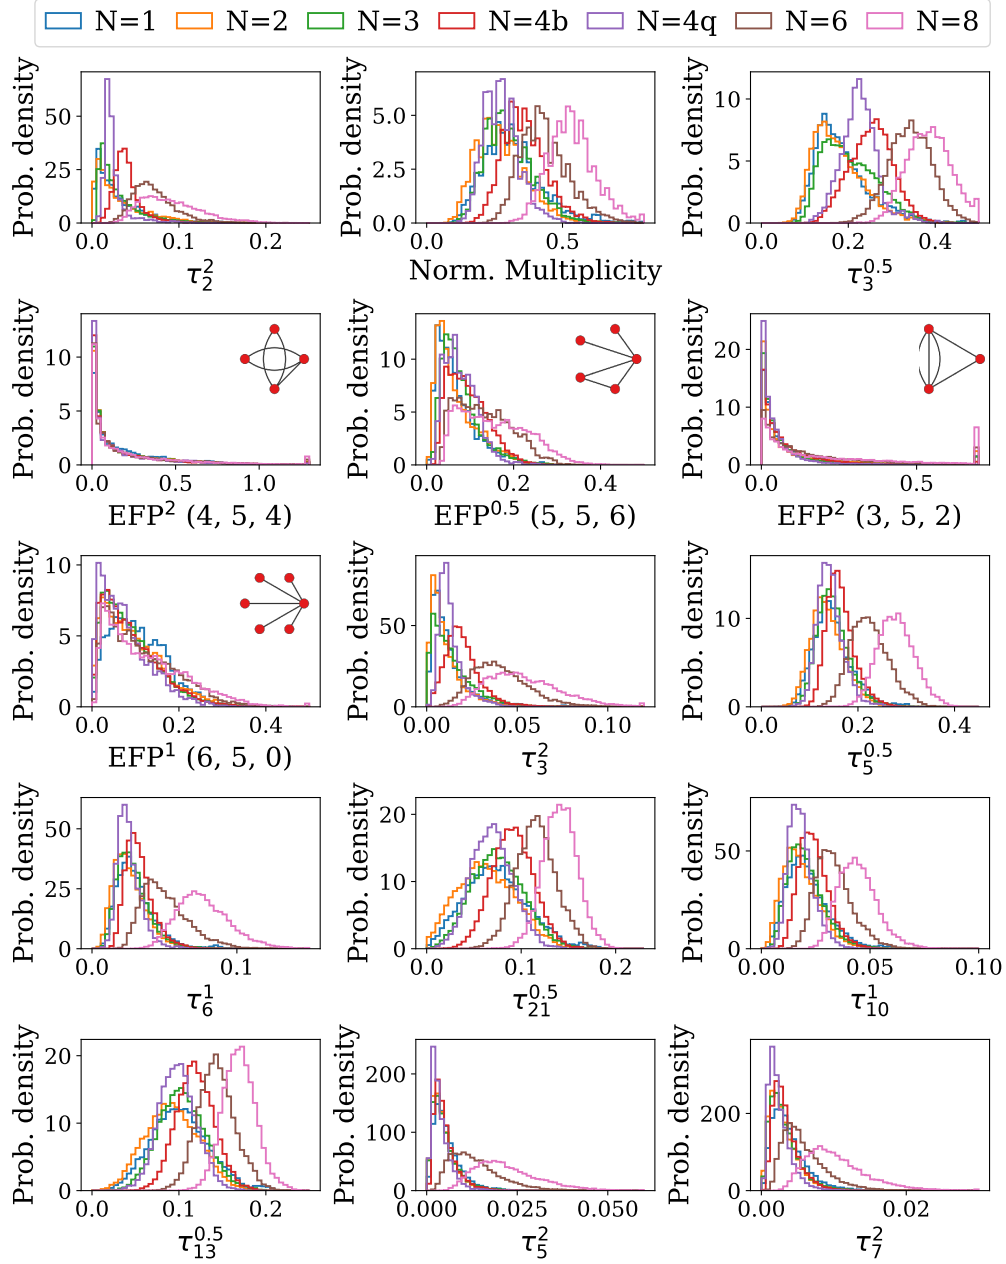 N=1 N=2 N=3 N=4b N=4q N=6 N=8
Prob. density
50
25
0
0.0 0.1 0.2
τ₂²
Prob. density
5.0
2.5
0.0
0.0 0.5
Norm. Multiplicity
Prob. density
10
5
0
0.0 0.2 0.4
τ₃^0.5
Prob. density
10
5
0
0.0 0.5 1.0
EFP² (4, 5, 4)
Prob. density
10
5
0
0.0 0.2 0.4
EFP^0.5 (5, 5, 6)
Prob. density
20
10
0
0.0 0.5
EFP² (3, 5, 2)
Prob. density
10
5
0
0.0 0.2 0.4
EFP¹ (6, 5, 0)
Prob. density
50
0
0.00 0.05 0.10
τ₃²
Prob. density
10
0
0.0 0.2 0.4
τ₅^0.5
Prob. density
50
25
0
0.0 0.1
τ₆¹
Prob. density
20
10
0
0.0 0.1 0.2
τ₂₁^0.5
Prob. density
50
0
0.00 0.05 0.10
τ₁₀¹
Prob. density
20
10
0
0.0 0.1 0.2
τ₁₃^0.5
Prob. density
200
100
0
0.000 0.025 0.050
τ₅²
Prob. density
200
0
0.00 0.02
τ₇²